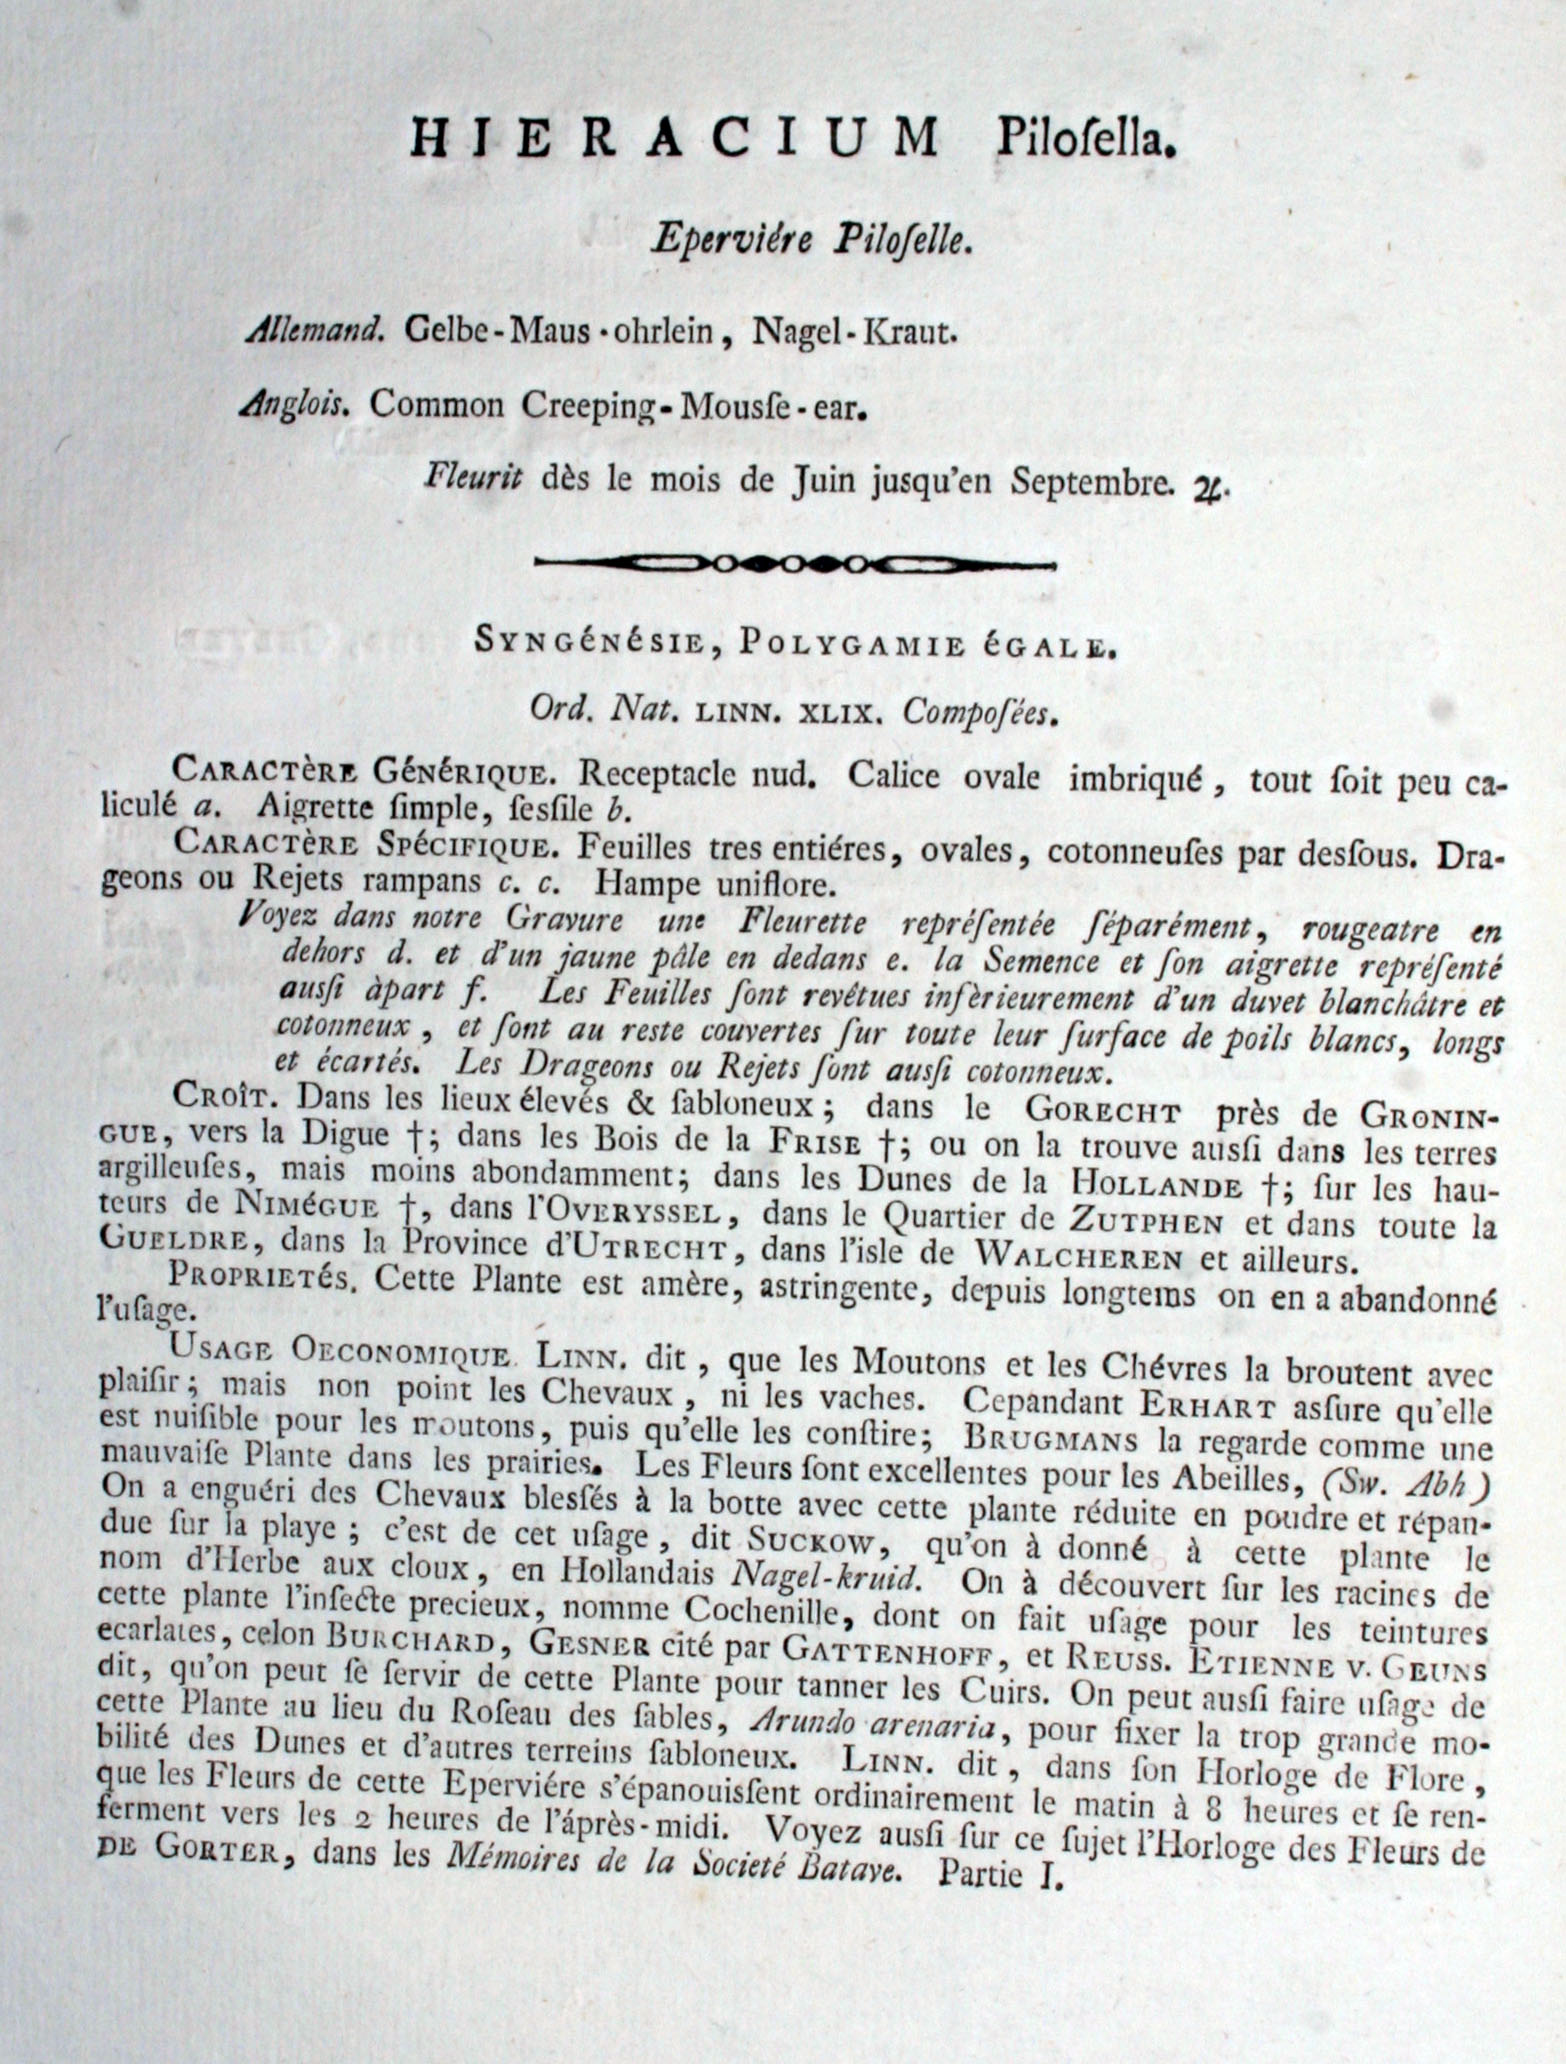 HIERACIUM Piloſella.
Eperviére Piloſelle.
Allemand. Gelbe-Maus-ohrlein, Nagel-Kraut.
Anglois. Common Creeping-Mousſe-ear.
Fleurit dès le mois de Juin jusqu'en Septembre. ♃.
SYNGéNéSIE, POLYGAMIE éGALE.
Ord. Nat. LINN. XLIX. Compoſées.
CARACTèRE GéNéRIQUE. Receptacle nud. Calice ovale imbriqué, tout ſoit peu ca-
liculé a. Aigrette ſimple, ſesſile b.
CARACTèRE SPéCIFIQUE. Feuilles tres entiéres, ovales, cotonneuſes par desſous. Dra-
geons ou Rejets rampans c. c. Hampe uniflore.
Voyez dans notre Gravure une Fleurette repréſentée ſéparément, rougeatre en
dehors d. et d'un jaune pâle en dedans e. la Semence et ſon aigrette repréſenté
ausſi àpart f. Les Feuilles ſont revêtues infèrieurement d'un duvet blanchâtre et
cotonneux, et ſont au reste couvertes ſur toute leur ſurface de poils blancs, longs
et écartés. Les Drageons ou Rejets ſont ausſi cotonneux.
CROîT. Dans les lieux élevés & ſabloneux; dans le GORECHT près de GRONIN-
GUE, vers la Digue †; dans les Bois de la FRISE †; ou on la trouve ausſi dans les terres
argilleuſes, mais moins abondamment; dans les Dunes de la HOLLANDE †; ſur les hau-
teurs de NIMéGUE †, dans l'OVERYSSEL, dans le Quartier de ZUTPHEN et dans toute la
GUELDRE, dans la Province d'UTRECHT, dans l'isle de WALCHEREN et ailleurs.
PROPRIETéS. Cette Plante est amère, astringente, depuis longtems on en a abandonné
l'uſage.
USAGE OECONOMIQUE. LINN. dit, que les Moutons et les Chévres la broutent avec
plaiſir; mais non point les Chevaux, ni les vaches. Cepandant ERHART asſure qu'elle
est nuiſible pour les moutons, puis qu'elle les conſtire; BRUGMANS la regarde comme une
mauvaiſe Plante dans les prairies. Les Fleurs ſont excellentes pour les Abeilles, (Sw. Abh)
On a enguéri des Chevaux blesſés à la botte avec cette plante réduite en poudre et répan-
due ſur la playe; c'est de cet uſage, dit SUCKOW, qu'on à donné à cette plante le
nom d'Herbe aux cloux, en Hollandais Nagel-kruid. On à découvert ſur les racines de
cette plante l'inſecte precieux, nomme Cochenille, dont on fait uſage pour les teintures
ecarlates, celon BURCHARD, GESNER cité par GATTENHOFF, et REUSS. ETIENNE V. GEUNS
dit, qu'on peut ſe ſervir de cette Plante pour tanner les Cuirs. On peut ausſi faire uſage de
cette Plante au lieu du Roſeau des ſables, Arundo arenaria, pour fixer la trop grande mo-
bilité des Dunes et d'autres terreins ſabloneux. LINN. dit, dans ſon Horloge de Flore,
que les Fleurs de cette Eperviére s'épanouisſent ordinairement le matin à 8 heures et ſe ren-
ferment vers les 2 heures de l'áprès-midi. Voyez ausſi ſur ce ſujet l'Horloge des Fleurs de
DE GORTER, dans les Mémoires de la Societé Batave. Partie I.